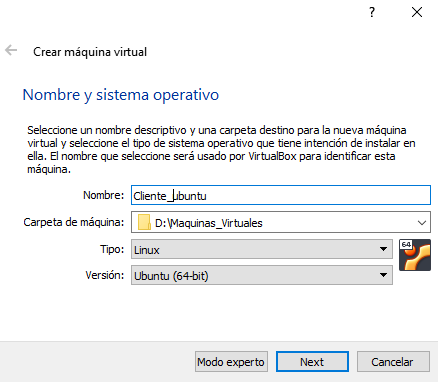 ?
Crear máquina virtual
Nombre y sistema operativo
Seleccione un nombre descriptivo y una carpeta destino para la nueva máquina
virtual y seleccione el tipo de sistema operativo que tiene intención de instalar en
ella. El nombre que seleccione será usado por VirtualBox para identificar esta
máquina.
Nombre: Cliente_ubuntu
Carpeta de máquina: D:\Maquinas_Virtuales
Tipo: Linux
64
Versión: Ubuntu (64-bit)
Modo experto Next Cancelar